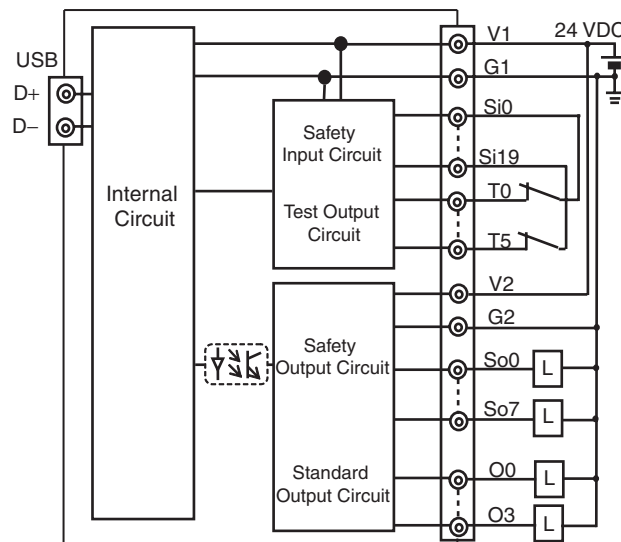 V1 24 VDC
USB
G1
D+
Si0
D−
Safety
Input Circuit
Si19
Internal
Circuit
T0
Test Output
Circuit
T5
V2
G2
Safety
Output Circuit
So0 L
So7 L
Standard
Output Circuit
O0 L
O3 L